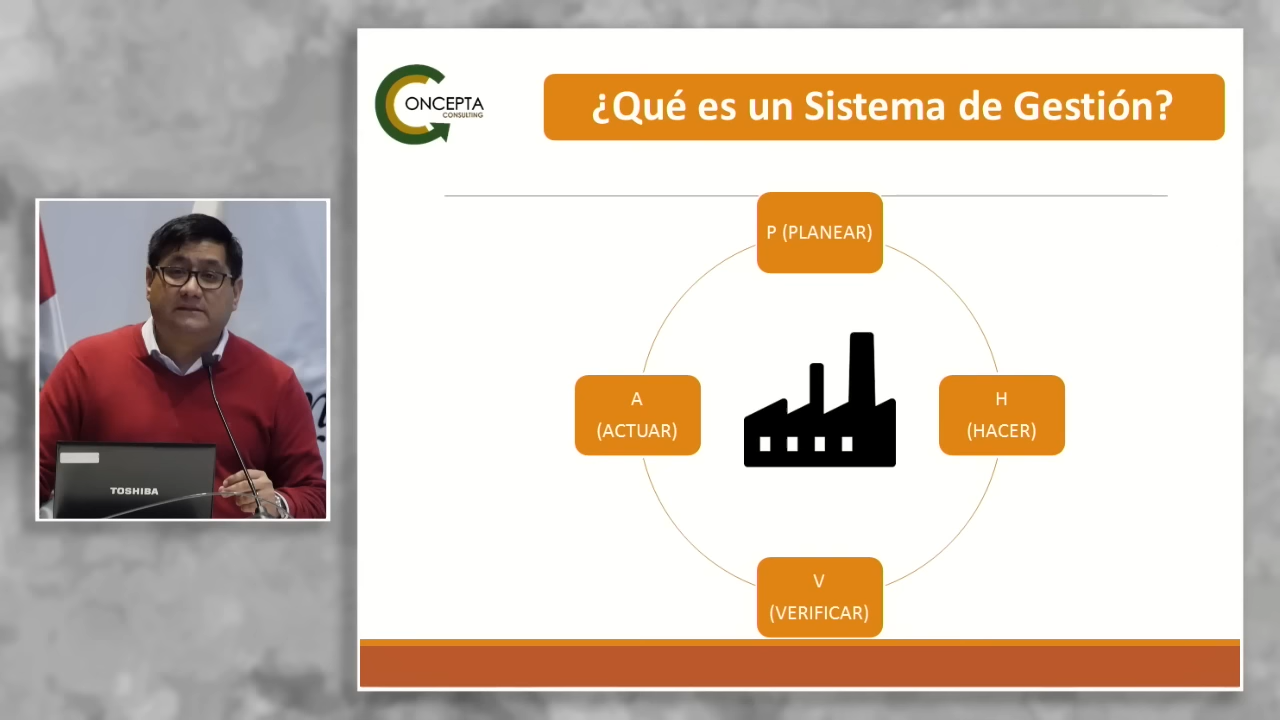 ONCEPTA
CONSULTING
¿Qué es un Sistema de Gestión?
P (PLANEAR)
A
(ACTUAR)
H
(HACER)
V
(VERIFICAR)
TOSHIBA